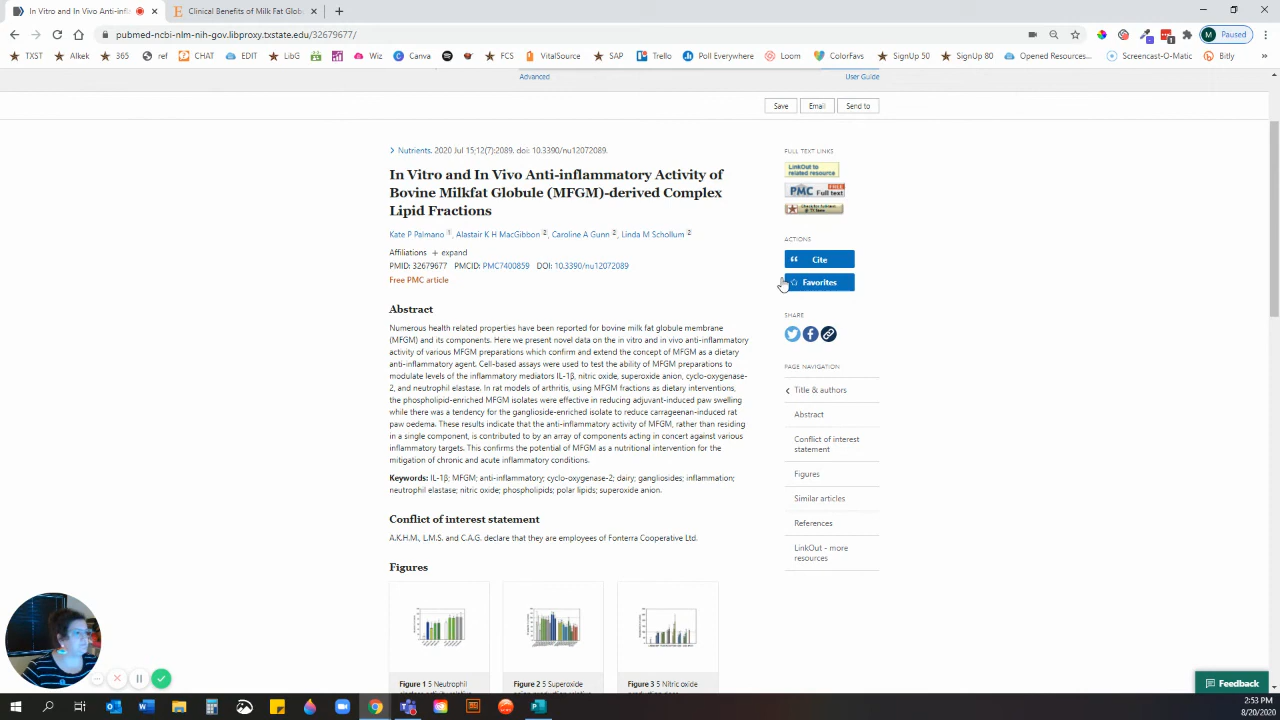 In Vitro and In Vivo Anti-infla
Clinical Benefits of Milk Fat Glob
pubmed-ncbi-nlm-nih-gov.libproxy.txstate.edu/32679677/
Paused
TXST
Alkek
365
ref
CHAT
EDIT
LibG
Wiz
Canva
FCS
VitalSource
SAP
Trello
Poll Everywhere
Loom
ColorFavs
SignUp 50
SignUp 80
Opened Resources...
Screencast-O-Matic
Bitly
Advanced
User Guide
Save
Email
Send to
Nutrients. 2020 Jul 15;12(7):2089. doi: 10.3390/nu12072089.
In Vitro and In Vivo Anti-inflammatory Activity of
Bovine Milkfat Globule (MFGM)-derived Complex
Lipid Fractions
Kate P Palmano 1, Alastair K H MacGibbon 2, Caroline A Gunn 2, Linda M Schollum 2
Affiliations + expand
PMID: 32679677 PMCID: PMC7400859 DOI: 10.3390/nu12072089
Free PMC article
Abstract
Numerous health related properties have been reported for bovine milk fat globule membrane
(MFGM) and its components. Here we present novel data on the in vitro and in vivo anti-inflammatory
activity of various MFGM preparations which confirm and extend the concept of MFGM as a dietary
anti-inflammatory agent. Cell-based assays were used to test the ability of MFGM preparations to
modulate levels of the inflammatory mediators IL-1β, nitric oxide, superoxide anion, cyclo-oxygenase-
2, and neutrophil elastase. In rat models of arthritis, using MFGM fractions as dietary interventions,
the phospholipid-enriched MFGM isolates were effective in reducing adjuvant-induced paw swelling
while there was a tendency for the ganglioside-enriched isolate to reduce carrageenan-induced rat
paw oedema. These results indicate that the anti-inflammatory activity of MFGM, rather than residing
in a single component, is contributed to by an array of components acting in concert against various
inflammatory targets. This confirms the potential of MFGM as a nutritional intervention for the
mitigation of chronic and acute inflammatory conditions.
Keywords: IL-1β; MFGM; anti-inflammatory; cyclo-oxygenase-2; dairy; gangliosides; inflammation;
neutrophil elastase; nitric oxide; phospholipids; polar lipids; superoxide anion.
Conflict of interest statement
A.K.H.M., L.M.S. and C.A.G. declare that they are employees of Fonterra Cooperative Ltd.
Figures
Figure 1 5 Neutrophil
Figure 2 5 Superoxide
Figure 3 5 Nitric oxide
FULL TEXT LINKS
LinkOut to
related resource
PMC FREE
Full text
ACTIONS
Cite
Favorites
SHARE
PAGE NAVIGATION
Title & authors
Abstract
Conflict of interest
statement
Figures
Similar articles
References
LinkOut - more
resources
Feedback
2:53 PM
8/20/2020